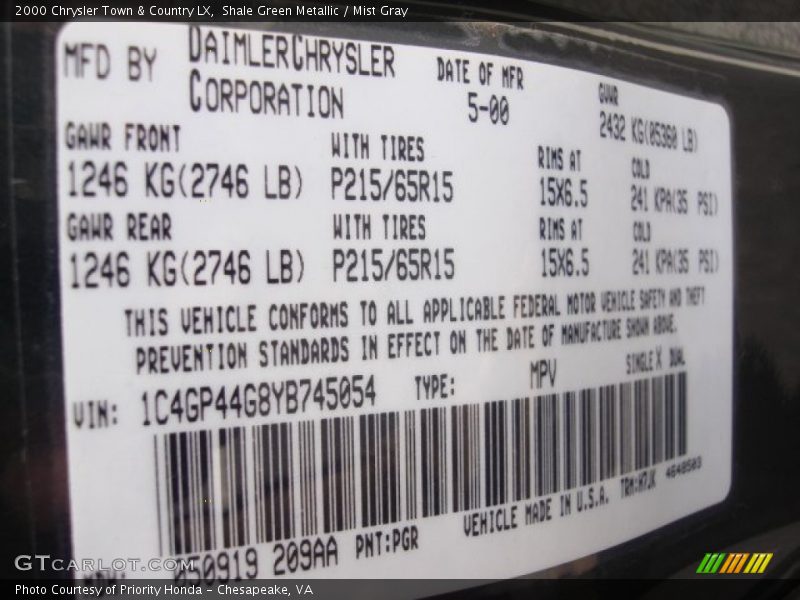 2000 Chrysler Town & Country LX, Shale Green Metallic / Mist Gray
MFD BY DAIMLERCHRYSLER CORPORATION DATE OF MFR 5-00 GVWR 2432 KG(05360 LB)
GAWR FRONT WITH TIRES RIMS AT COLD
1246 KG(2746 LB) P215/65R15 15X6.5 241 KPA(35 PSI)
GAWR REAR WITH TIRES RIMS AT COLD
1246 KG(2746 LB) P215/65R15 15X6.5 241 KPA(35 PSI)
THIS VEHICLE CONFORMS TO ALL APPLICABLE FEDERAL MOTOR VEHICLE SAFETY AND THEFT
PREVENTION STANDARDS IN EFFECT ON THE DATE OF MANUFACTURE SHOWN ABOVE.
VIN: 1C4GP44G8YB745054 TYPE: MPV SINGLE X DUAL
050919 209AA PNT:PGR VEHICLE MADE IN U.S.A. TRM:H7JK 4648503
GTCARLOT.COM
Photo Courtesy of Priority Honda – Chesapeake, VA